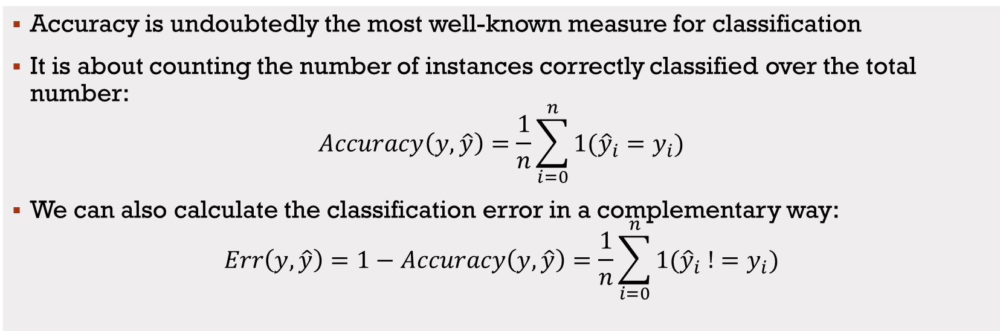 ▪ Accuracy is undoubtedly the most well-known measure for classification
▪ It is about counting the number of instances correctly classified over the total
number:
$Accuracy(y, \hat{y}) = \frac{1}{n} \sum_{i=0}^{n} 1(\hat{y}_i = y_i)$
▪ We can also calculate the classification error in a complementary way:
$Err(y, \hat{y}) = 1 - Accuracy(y, \hat{y}) = \frac{1}{n} \sum_{i=0}^{n} 1(\hat{y}_i \, != y_i)$